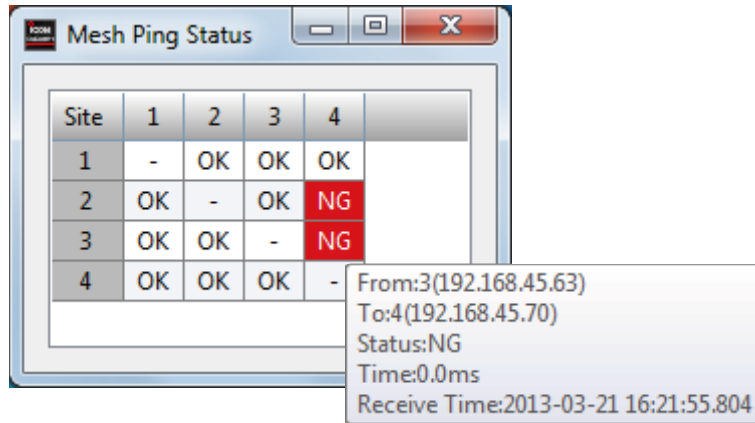 Mesh Ping Status
Site 1 2 3 4
1 - OK OK OK
2 OK - OK NG
3 OK OK - NG
4 OK OK OK -
From:3(192.168.45.63)
To:4(192.168.45.70)
Status:NG
Time:0.0ms
Receive Time:2013-03-21 16:21:55.804